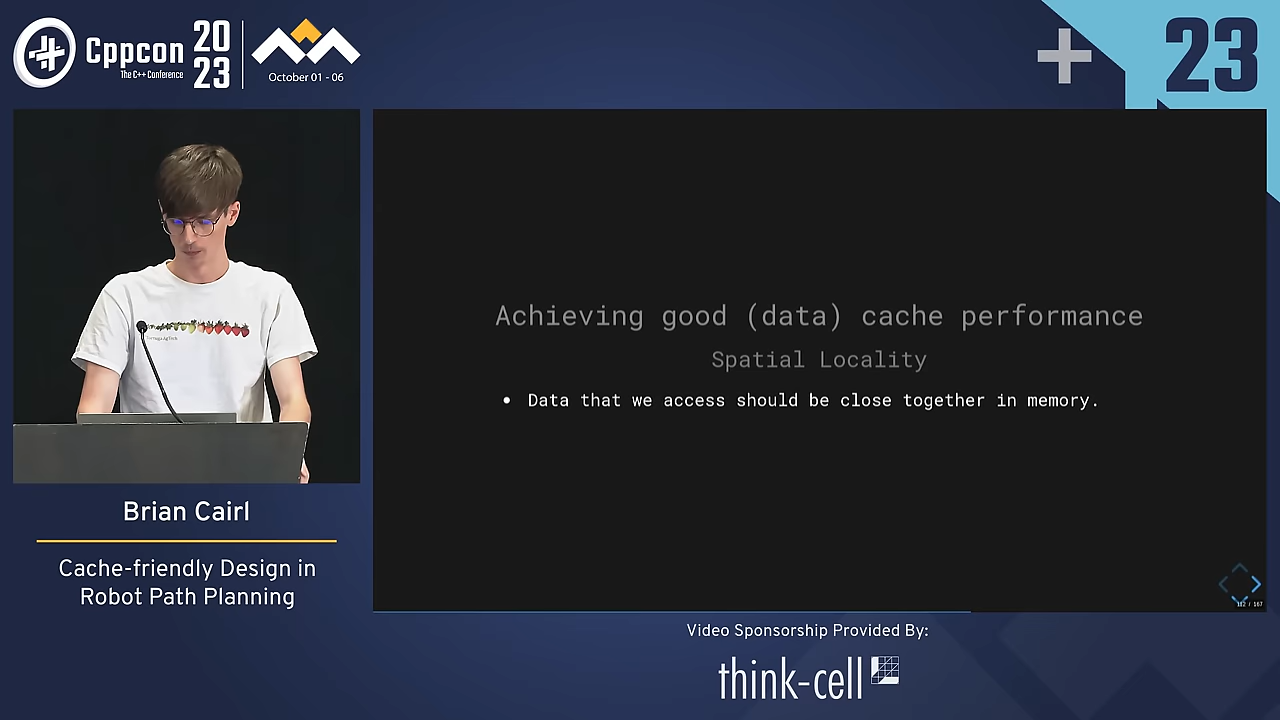 Cppcon
The C++ Conference
20
23
October 01 - 06
23
Achieving good (data) cache performance
Spatial Locality
• Data that we access should be close together in memory.
Brian Cairl
Cache-friendly Design in
Robot Path Planning
Video Sponsorship Provided By:
think-cell